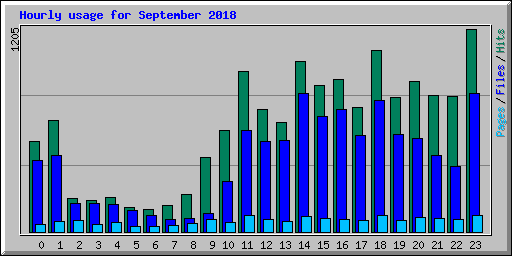 Hourly usage for September 2018
1205
Pages / Files / Hits
0 1 2 3 4 5 6 7 8 9 10 11 12 13 14 15 16 17 18 19 20 21 22 23